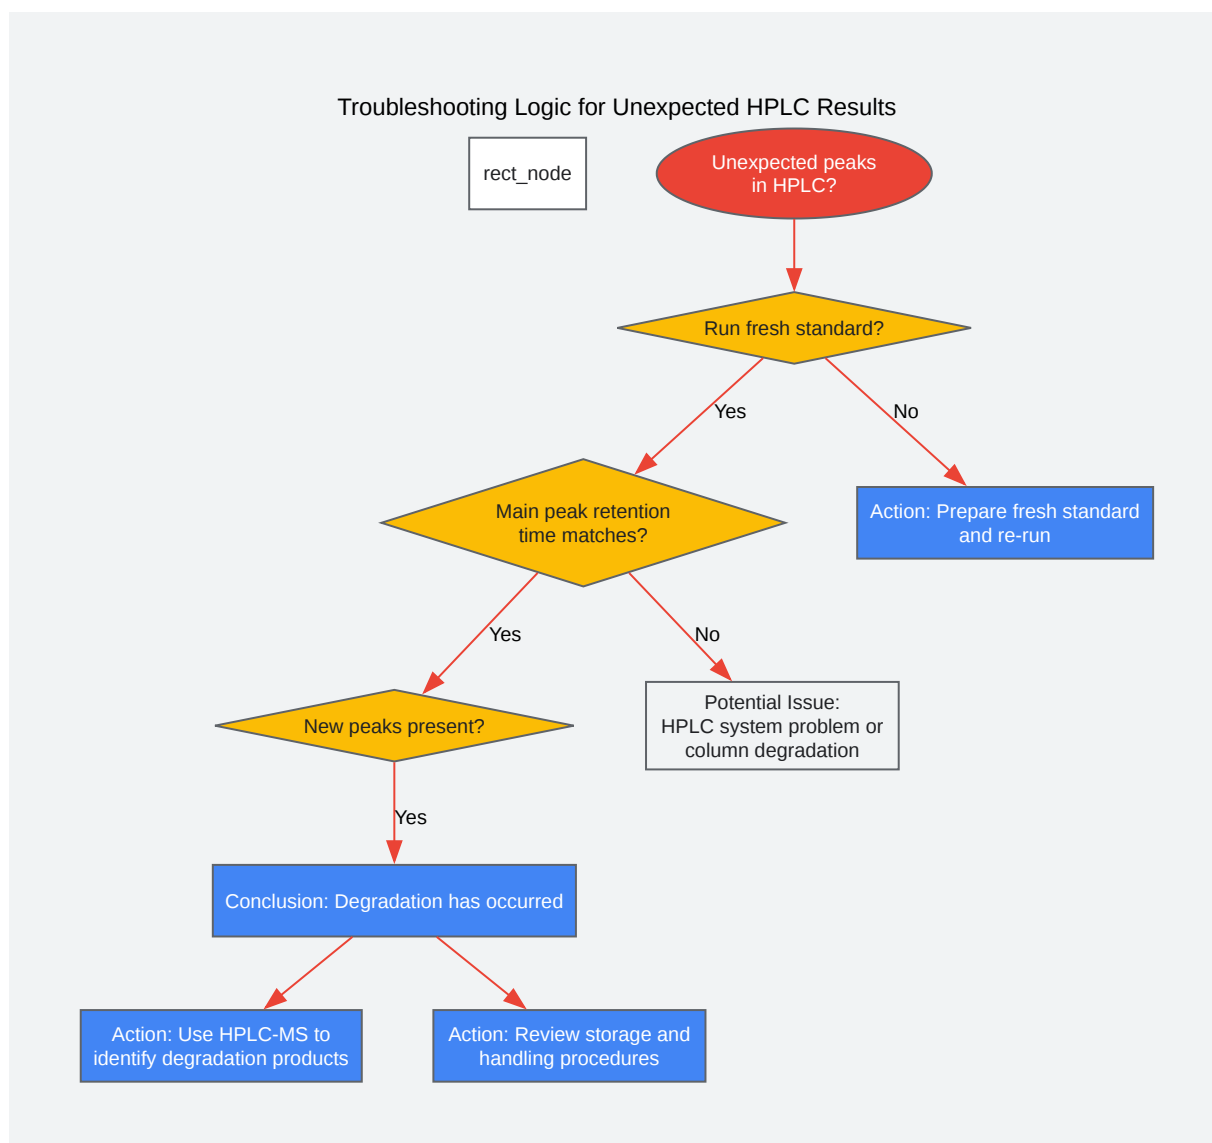 Troubleshooting Logic for Unexpected HPLC Results
rect_node
Unexpected peaks
in HPLC?
Run fresh standard?
Yes
No
Main peak retention
time matches?
Action: Prepare fresh standard
and re-run
Yes
No
New peaks present?
Potential Issue:
HPLC system problem or
column degradation
Yes
Conclusion: Degradation has occurred
Action: Use HPLC-MS to
identify degradation products
Action: Review storage and
handling procedures